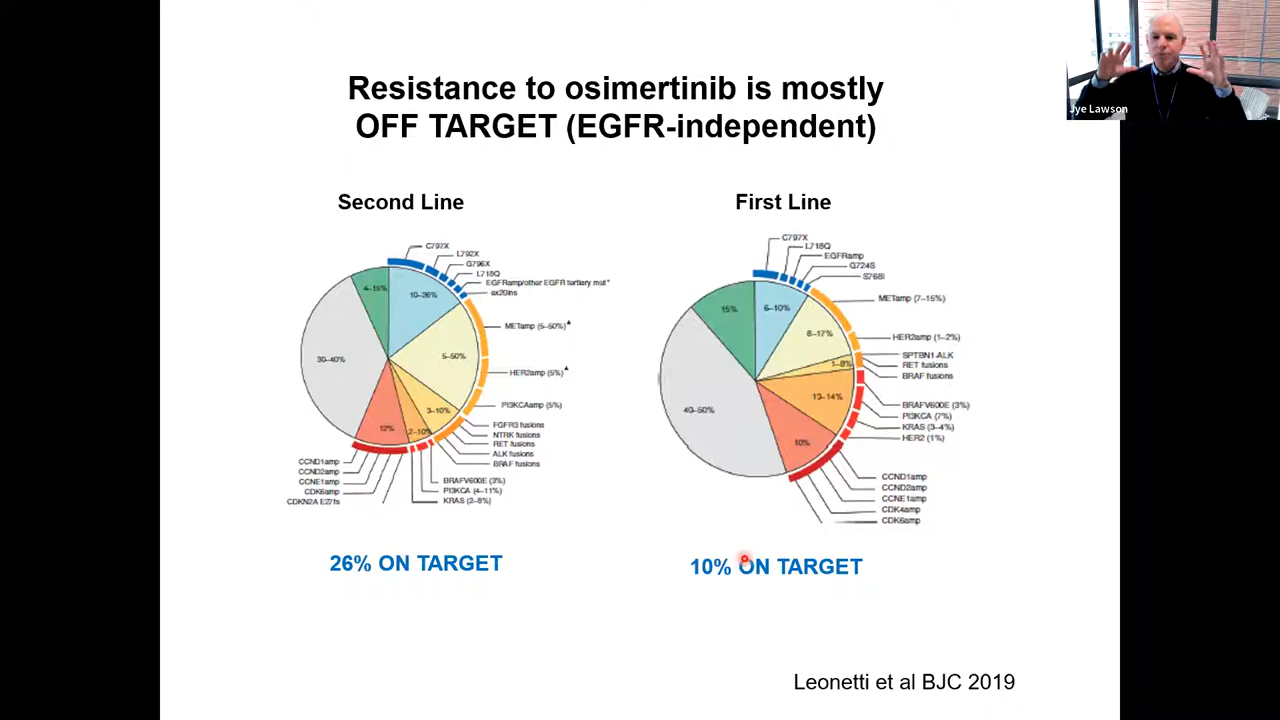 Resistance to osimertinib is mostly
OFF TARGET (EGFR-independent)
Jye Lawson
Second Line
C797X
L792X
G796X
L718Q
EGFRamp/other EGFR tertiary mut*
ex20ins
METamp (5–50%)▲
HER2amp (5%)▲
PI3KCAamp (5%)
FGFR3 fusions
NTRK fusions
RET fusions
ALK fusions
BRAF fusions
BRAFV600E (3%)
PI3KCA (4–11%)
KRAS (2–8%)
CCND1amp
CCND2amp
CCNE1amp
CDK6amp
CDKN2A E27fs
4–15%
10–26%
5–50%
3–10%
2–10%
12%
30–40%
26% ON TARGET
First Line
C797X
L718Q
EGFRamp
G724S
S768I
METamp (7–15%)
HER2amp (1–2%)
SPTBN1-ALK
RET fusions
BRAF fusions
BRAFV600E (3%)
PI3KCA (7%)
KRAS (3–4%)
HER2 (1%)
CCND1amp
CCND2amp
CCNE1amp
CDK4amp
CDK6amp
15%
6–10%
8–17%
1–8%
13–14%
10%
40–50%
10% ON TARGET
Leonetti et al BJC 2019